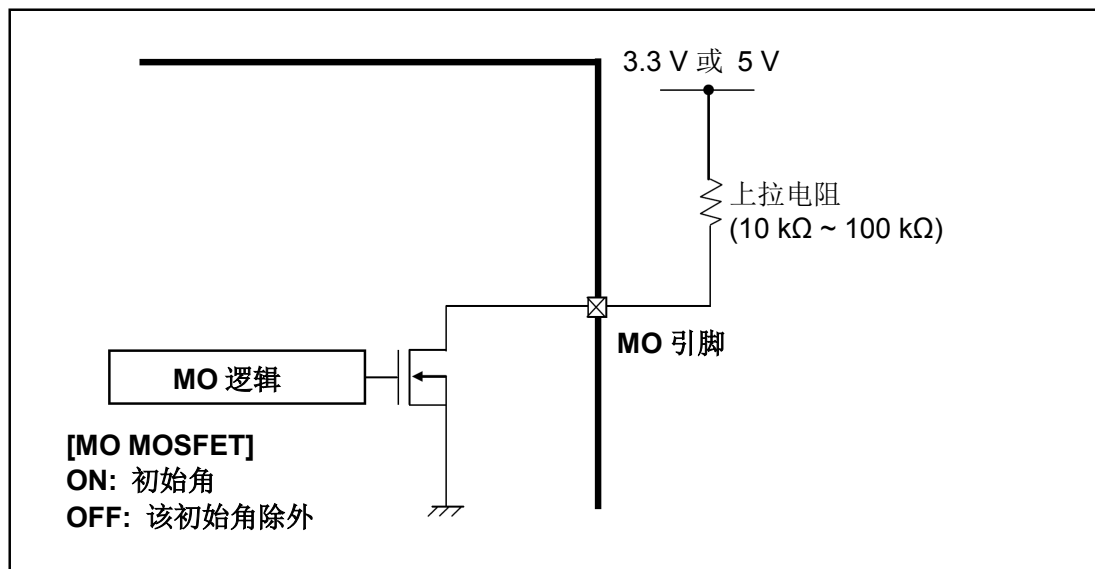 3.3 V 或 5 V
上拉电阻
(10 kΩ ~ 100 kΩ)
MO 引脚
MO 逻辑
[MO MOSFET]
ON: 初始角
OFF: 该初始角除外